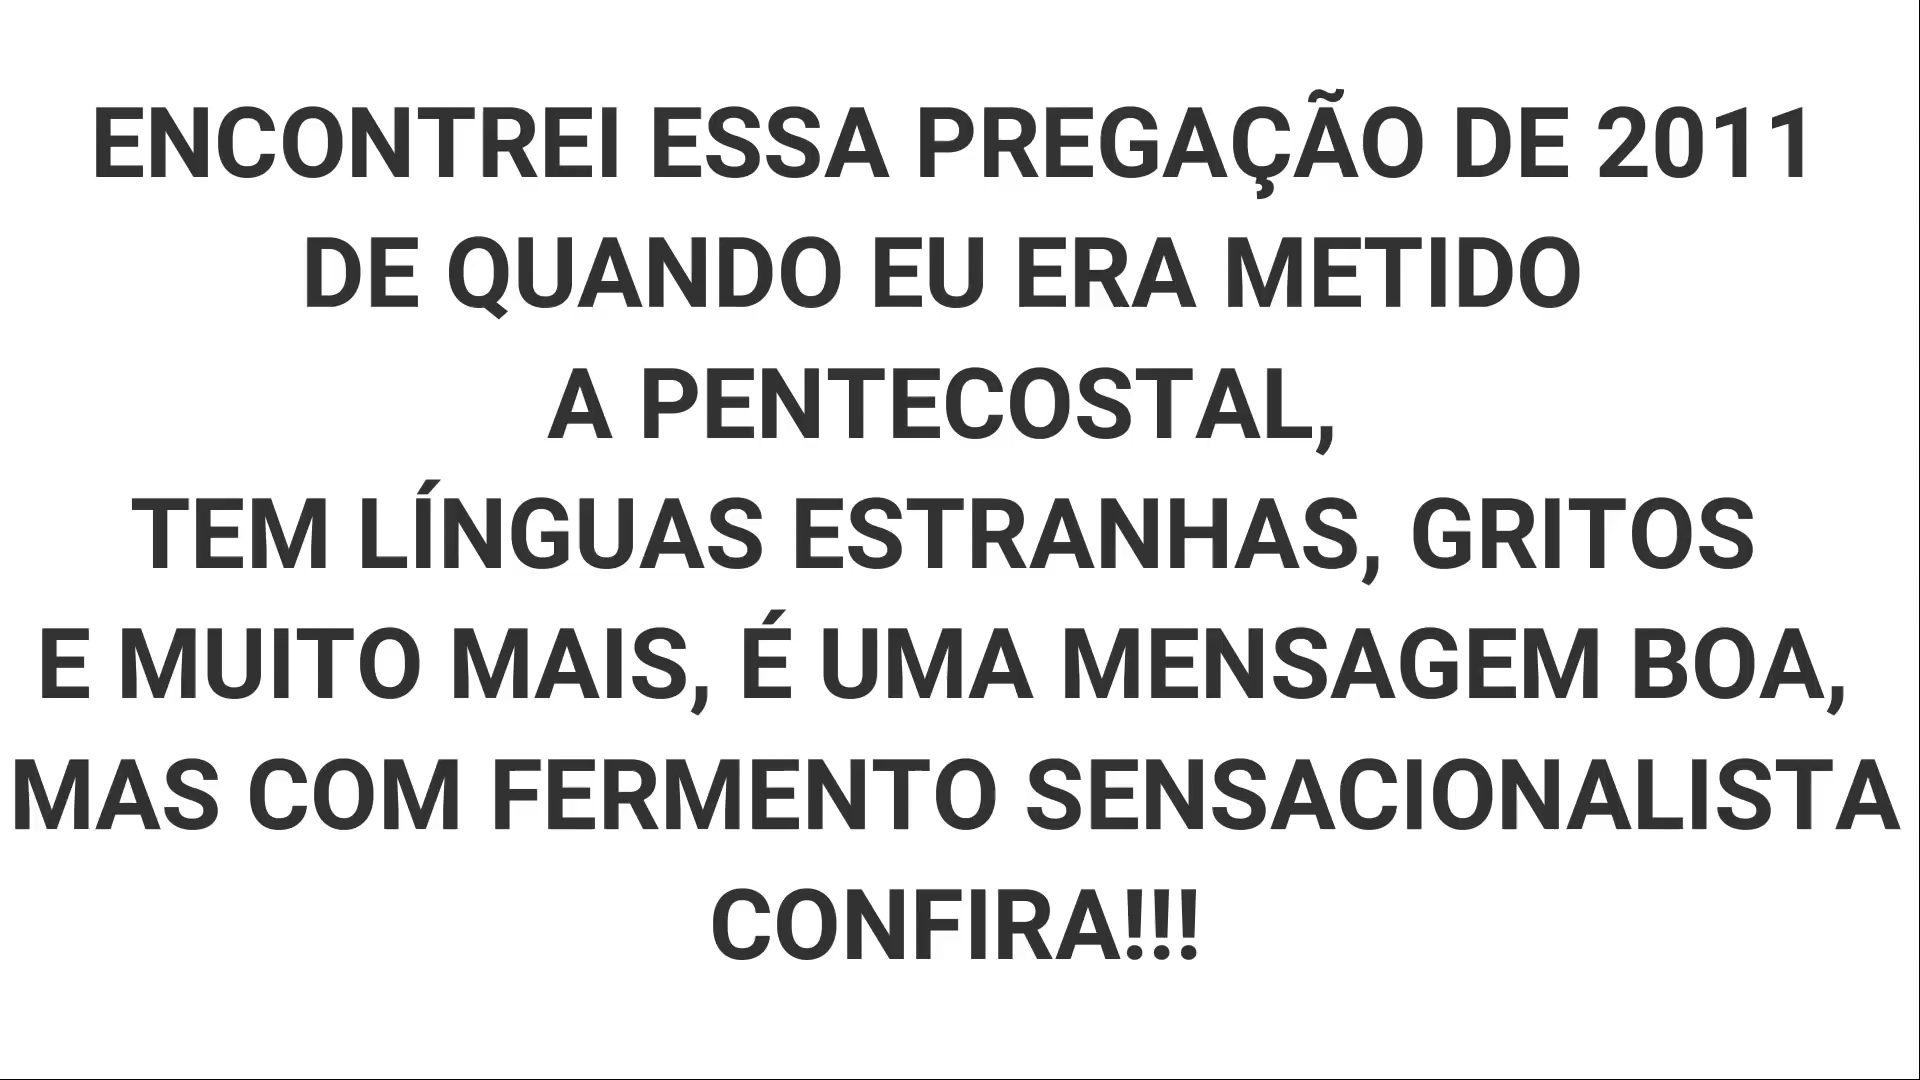 ENCONTREI ESSA PREGAÇÃO DE 2011
DE QUANDO EU ERA METIDO
A PENTECOSTAL,
TEM LÍNGUAS ESTRANHAS, GRITOS
E MUITO MAIS, É UMA MENSAGEM BOA,
MAS COM FERMENTO SENSACIONALISTA
CONFIRA!!!